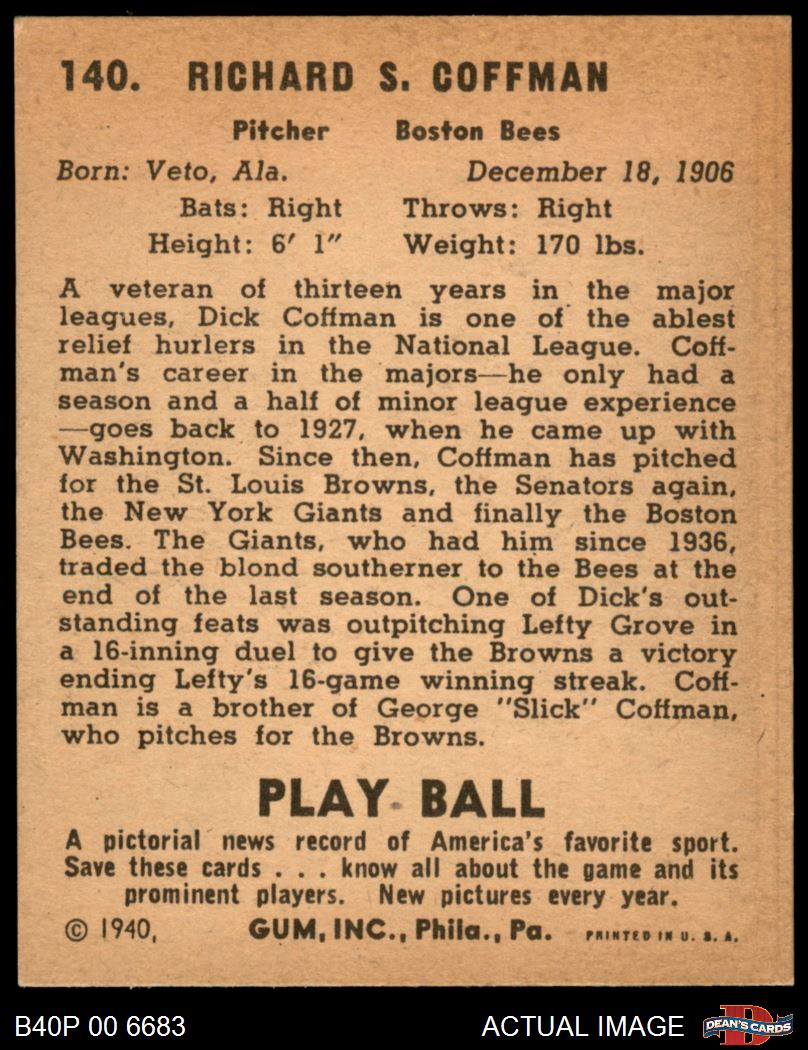 140. RICHARD S. COFFMAN
Pitcher Boston Bees
Born: Veto, Ala. December 18, 1906
Bats: Right Throws: Right
Height: 6' 1" Weight: 170 lbs.
A veteran of thirteen years in the major
leagues, Dick Coffman is one of the ablest
relief hurlers in the National League. Coff-
man's career in the majors—he only had a
season and a half of minor league experience
—goes back to 1927, when he came up with
Washington. Since then, Coffman has pitched
for the St. Louis Browns, the Senators again,
the New York Giants and finally the Boston
Bees. The Giants, who had him since 1936,
traded the blond southerner to the Bees at the
end of the last season. One of Dick's out-
standing feats was outpitching Lefty Grove in
a 16-inning duel to give the Browns a victory
ending Lefty's 16-game winning streak. Coff-
man is a brother of George "Slick" Coffman,
who pitches for the Browns.
PLAY BALL
A pictorial news record of America's favorite sport.
Save these cards . . . know all about the game and its
prominent players. New pictures every year.
© 1940, GUM, INC., Phila., Pa. PRINTED IN U. S. A.
B40P 00 6683 ACTUAL IMAGE D DEAN'S CARDS